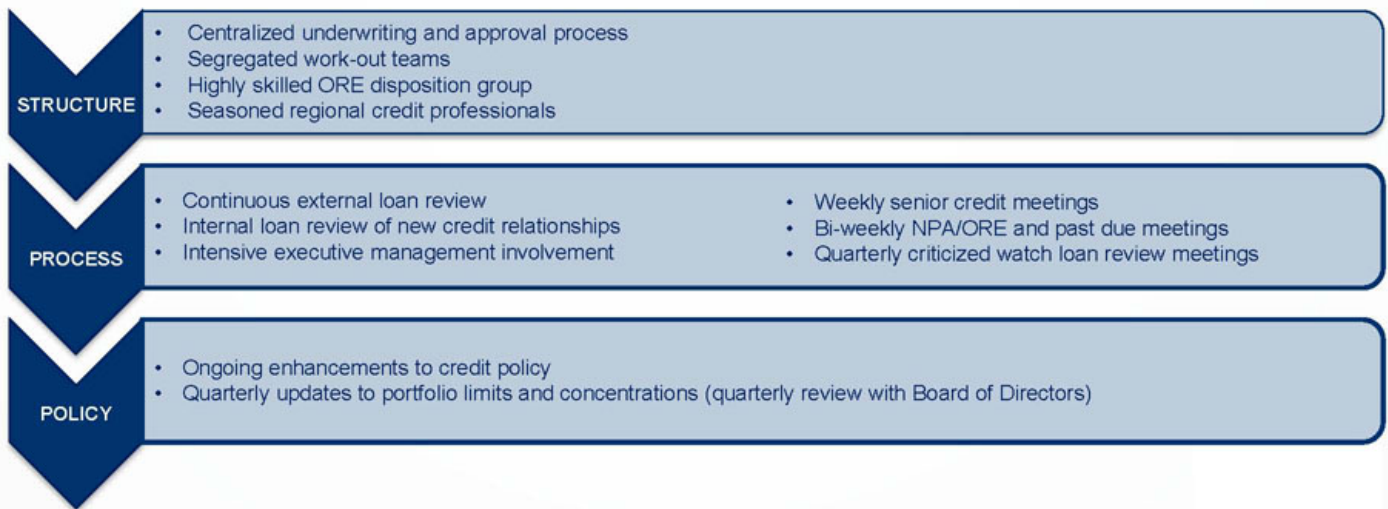 STRUCTURE
• Centralized underwriting and approval process
• Segregated work-out teams
• Highly skilled ORE disposition group
• Seasoned regional credit professionals
PROCESS
• Continuous external loan review
• Internal loan review of new credit relationships
• Intensive executive management involvement
• Weekly senior credit meetings
• Bi-weekly NPA/ORE and past due meetings
• Quarterly criticized watch loan review meetings
POLICY
• Ongoing enhancements to credit policy
• Quarterly updates to portfolio limits and concentrations (quarterly review with Board of Directors)